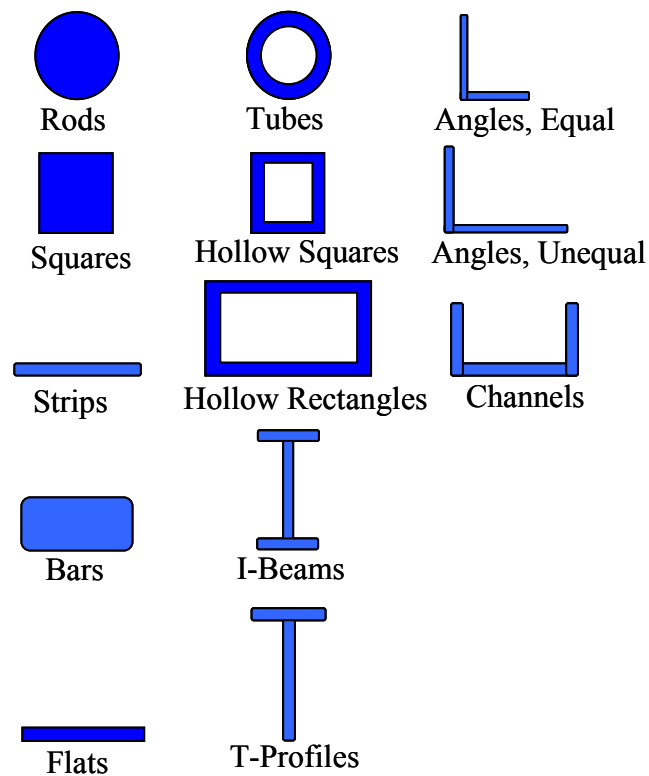 Rods
Tubes
Angles, Equal
Squares
Hollow Squares
Angles, Unequal
Strips
Hollow Rectangles
Channels
Bars
I-Beams
Flats
T-Profiles